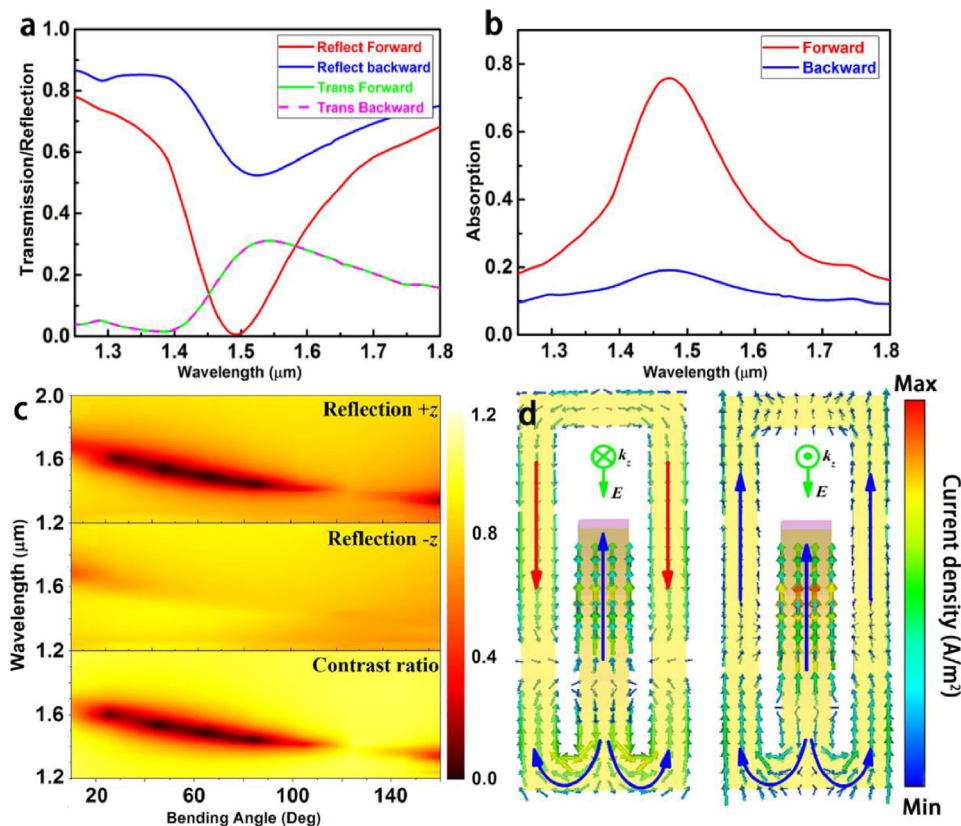 a
Reflect Forward
Reflect backward
Trans Forward
Trans Backward
Transmission/Reflection
1.0
0.8
0.6
0.4
0.2
0.0
1.3 1.4 1.5 1.6 1.7 1.8
Wavelength (μm)
b
Forward
Backward
Absorption
0.8
0.6
0.4
0.2
0.0
1.3 1.4 1.5 1.6 1.7 1.8
Wavelength (μm)
c
Reflection +z
Reflection -z
Contrast ratio
Wavelength (μm)
2.0
1.6
1.2
1.6
1.2
1.6
1.2
20 60 100 140
Bending Angle (Deg)
1.2
0.8
0.4
0.0
d
kz
E
kz
E
Max
Current density (A/m²)
Min